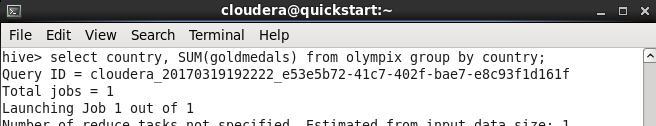 cloudera@quickstart:~
File Edit View Search Terminal Help
hive> select country, SUM(goldmedals) from olympix group by country;
Query ID = cloudera_20170319192222_e53e5b72-41c7-402f-bae7-e8c93f1d161f
Total jobs = 1
Launching Job 1 out of 1
Number of reduce tasks not specified. Estimated from input data size: 1